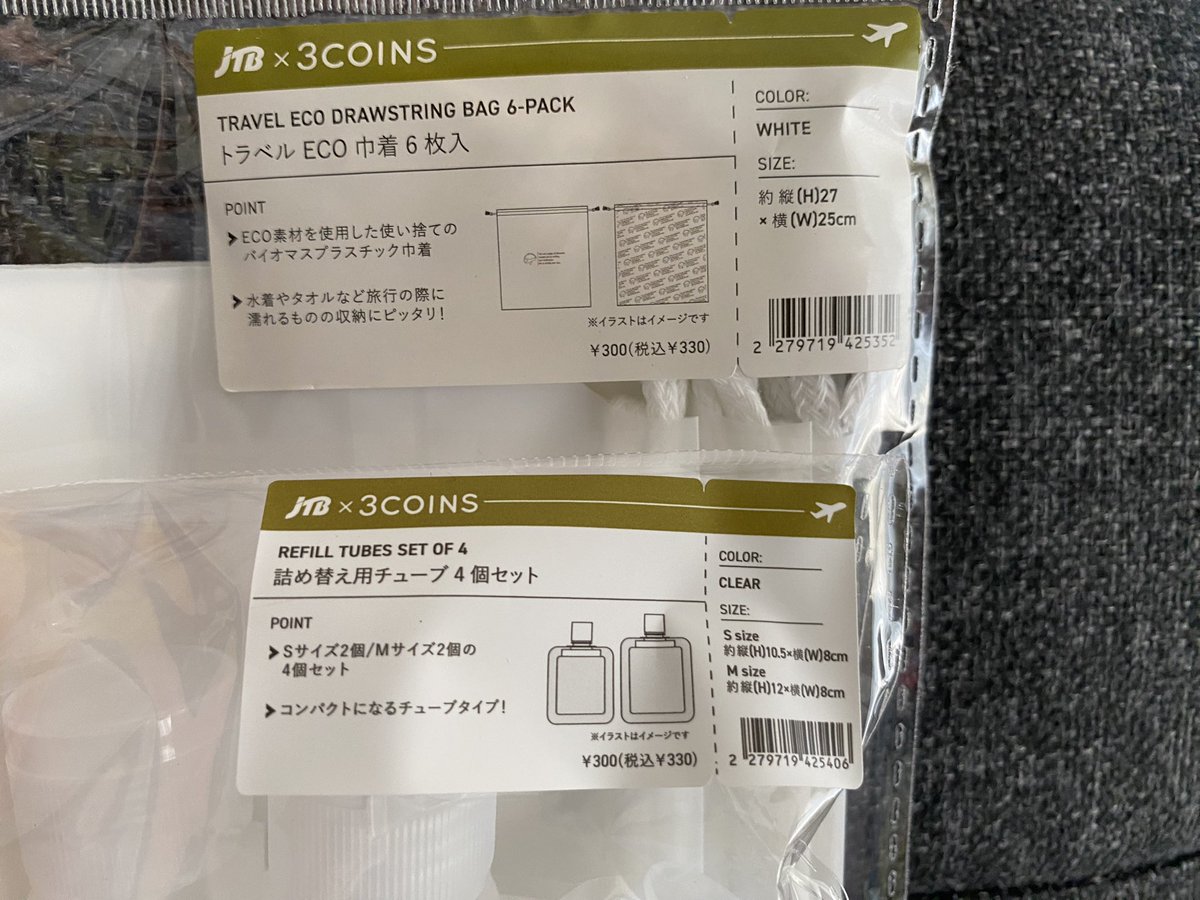 JTB × 3COINS
TRAVEL ECO DRAWSTRING BAG 6-PACK
トラベル ECO 巾着 6 枚入
POINT
ECO素材を使用した使い捨ての
バイオマスプラスチック巾着
水着やタオルなど旅行の際に
濡れるものの収納にピッタリ!
※イラストはイメージです
¥300(税込¥330)
COLOR:
WHITE
SIZE:
約 縦(H)27
× 横(W)25cm
2 279719 425352
JTB × 3COINS
REFILL TUBES SET OF 4
詰め替え用チューブ 4 個セット
POINT
Sサイズ2個/Mサイズ2個の
4個セット
コンパクトになるチューブタイプ!
※イラストはイメージです
¥300(税込¥330)
COLOR:
CLEAR
SIZE:
S size
約 縦(H)10.5×横(W)8cm
M size
約 縦(H)12×横(W)8cm
2 279719 425406